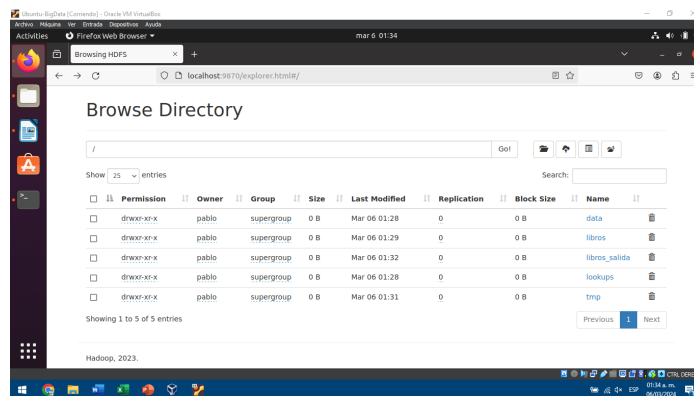 Ubuntu-BigData [Corriendo] - Oracle VM VirtualBox
Archivo Máquina Ver Entrada Dispositivos Ayuda
Activities Firefox Web Browser mar 6 01:34
Browsing HDFS
localhost:9870/explorer.html#/
Browse Directory
/ Go!
Show 25 entries Search:
Permission Owner Group Size Last Modified Replication Block Size Name
drwxr-xr-x pablo supergroup 0 B Mar 06 01:28 0 0 B data
drwxr-xr-x pablo supergroup 0 B Mar 06 01:29 0 0 B libros
drwxr-xr-x pablo supergroup 0 B Mar 06 01:32 0 0 B libros_salida
drwxr-xr-x pablo supergroup 0 B Mar 06 01:28 0 0 B lookups
drwxr-xr-x pablo supergroup 0 B Mar 06 01:31 0 0 B tmp
Showing 1 to 5 of 5 entries Previous 1 Next
Hadoop, 2023.
CTRL DERE
ESP 01:34 a. m.
06/03/2024